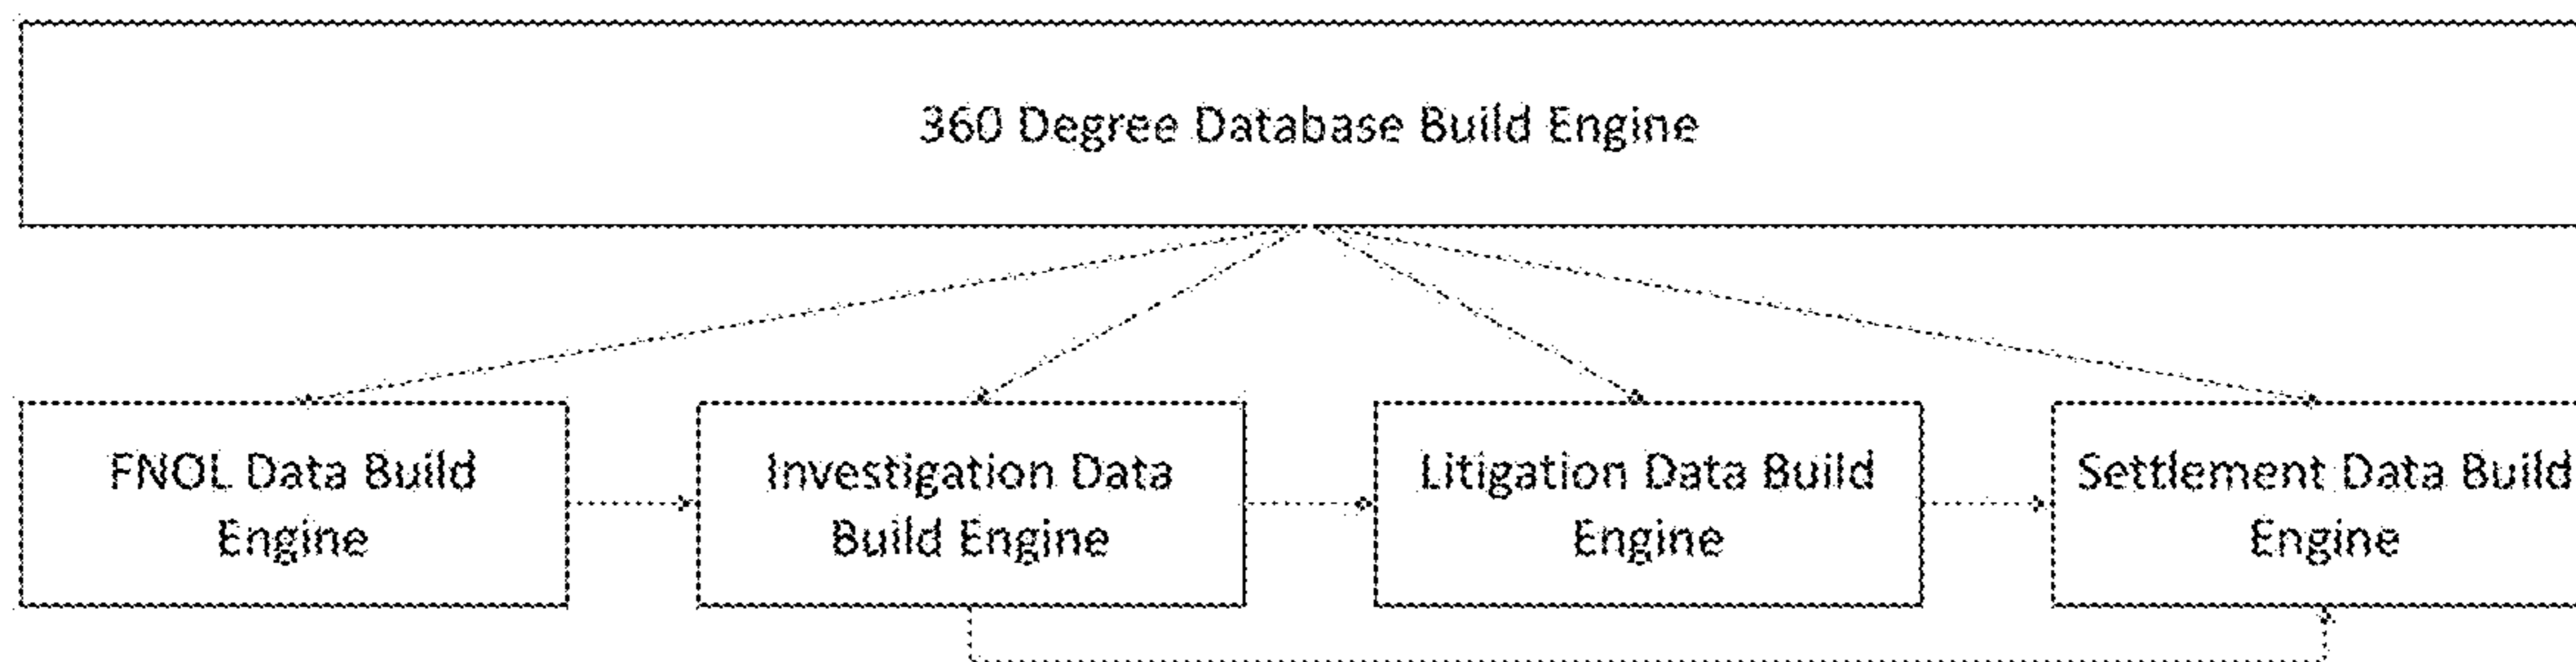 360 Degree Database Build Engine
FNOL Data Build
Engine
Investigation Data
Build Engine
Litigation Data Build
Engine
Settlement Data Build
Engine